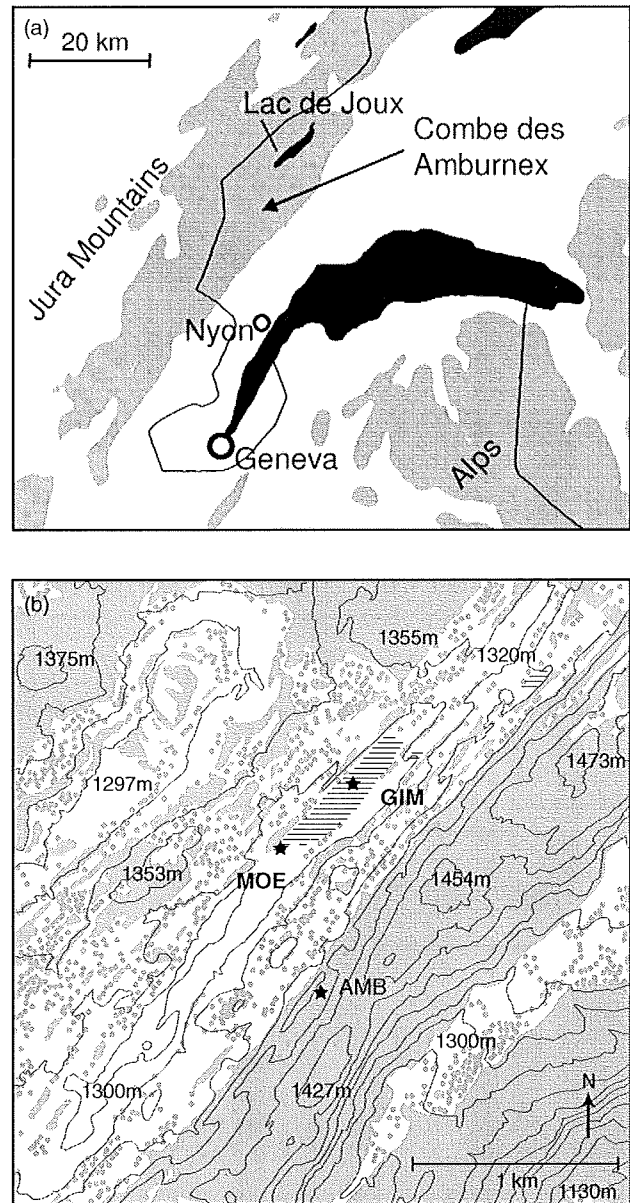 (a)
20 km
Lac de Joux
Combe des
Amburnex
Jura Mountains
Nyon
Geneva
Alps
(b)
1375m
1355m
1320m
1473m
1297m
GIM
1353m
MOE
1454m
AMB
1300m
1300m
1427m
N
1 km
1130m